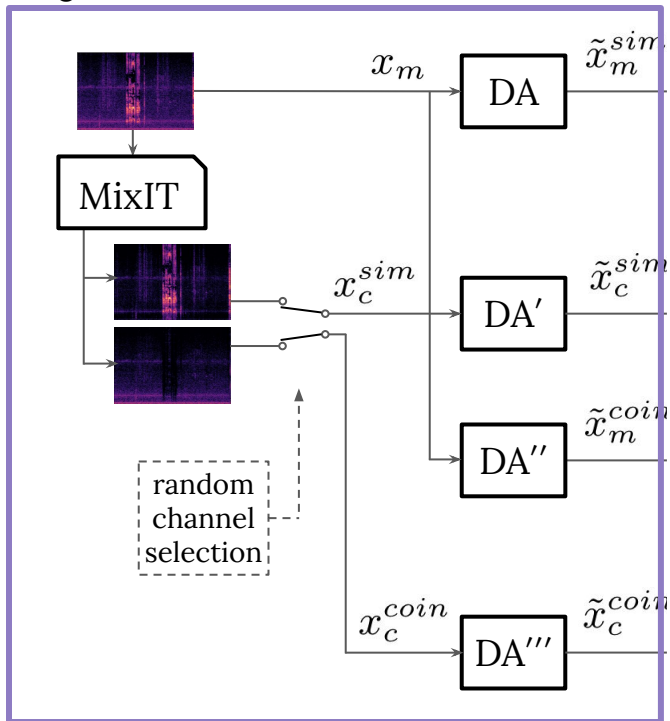 x_m
DA
x̃_m^{sim}
MixIT
x_c^{sim}
DA′
x̃_c^{sim}
DA″
x̃_m^{coin}
random
channel
selection
x_c^{coin}
DA‴
x̃_c^{coin}